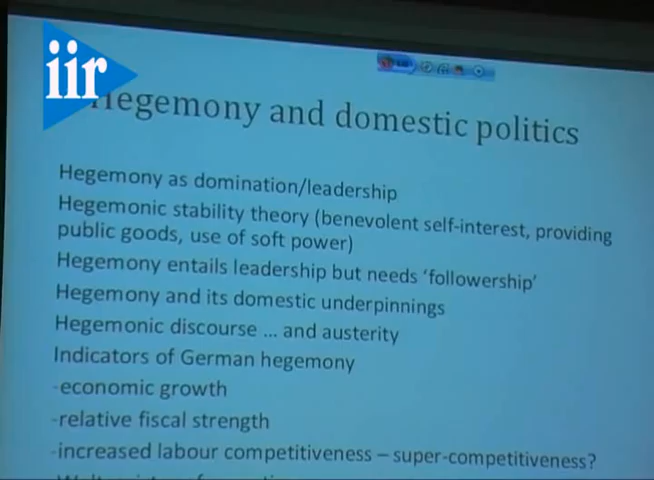 iir
Hegemony and domestic politics
Hegemony as domination/leadership
Hegemonic stability theory (benevolent self-interest, providing
public goods, use of soft power)
Hegemony entails leadership but needs ‘followership’
Hegemony and its domestic underpinnings
Hegemonic discourse ... and austerity
Indicators of German hegemony
-economic growth
-relative fiscal strength
-increased labour competitiveness – super-competitiveness?